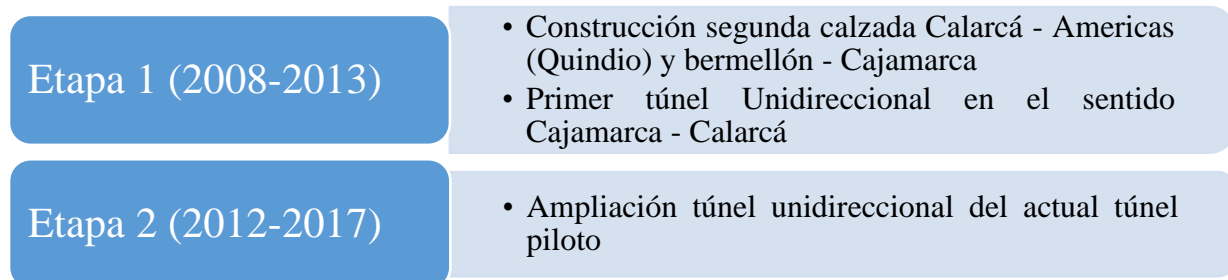 Etapa 1 (2008-2013)
• Construcción segunda calzada Calarcá - Americas
(Quindio) y bermellón - Cajamarca
• Primer túnel Unidireccional en el sentido
Cajamarca - Calarcá
Etapa 2 (2012-2017)
• Ampliación túnel unidireccional del actual túnel
piloto